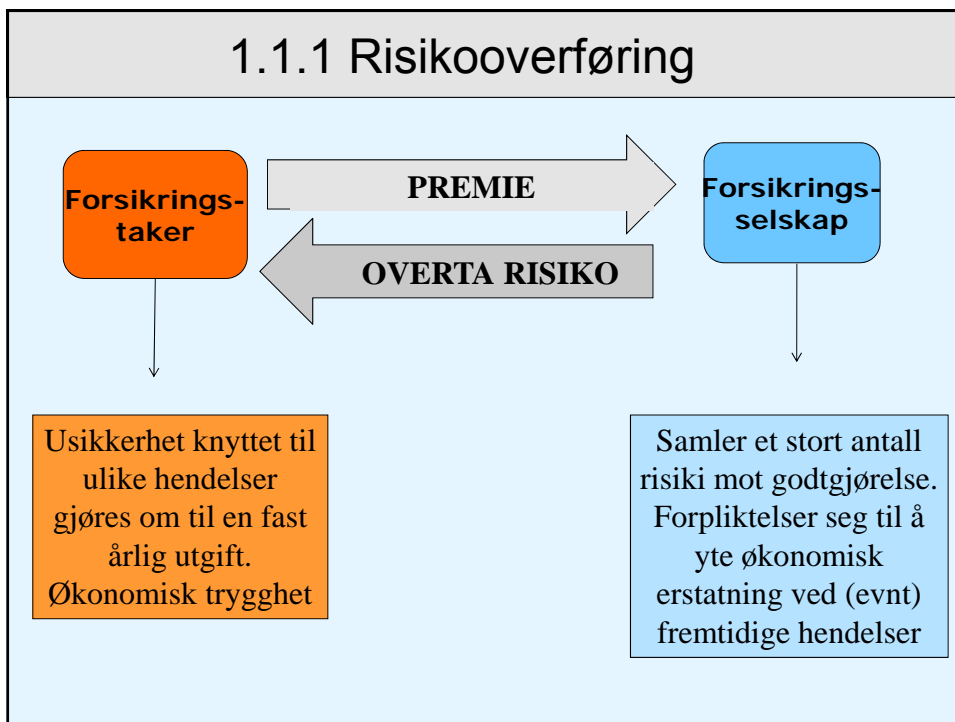 1.1.1 Risikooverføring
Forsikrings-
taker
PREMIE
OVERTA RISIKO
Forsikrings-
selskap
Usikkerhet knyttet til
ulike hendelser
gjøres om til en fast
årlig utgift.
Økonomisk trygghet
Samler et stort antall
risiki mot godtgjørelse.
Forpliktelser seg til å
yte økonomisk
erstatning ved (evnt)
fremtidige hendelser